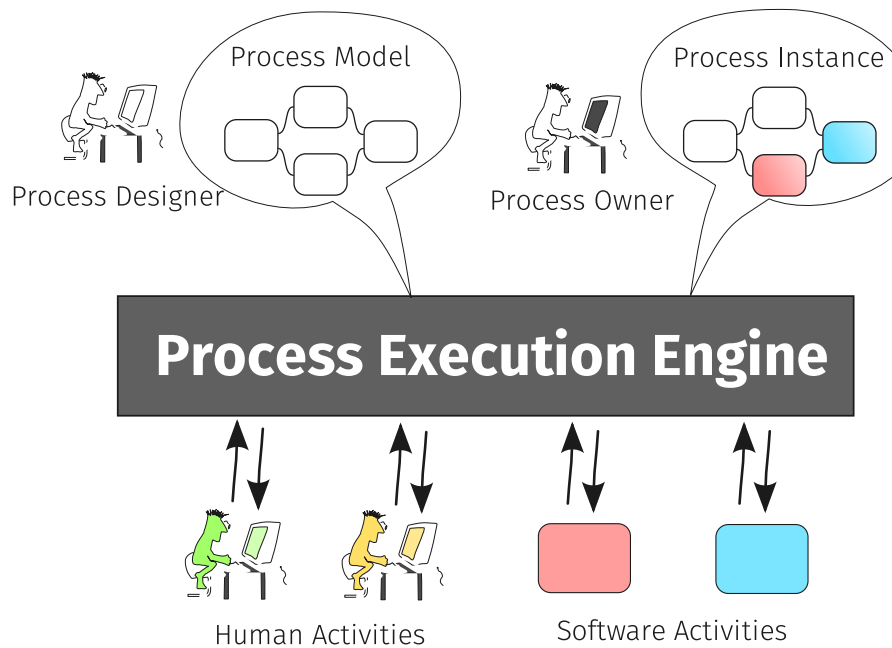 Process Model
Process Instance
Process Designer
Process Owner
Process Execution Engine
Human Activities
Software Activities